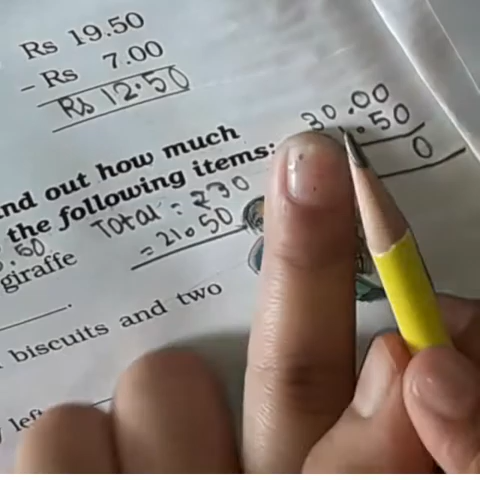 Rs 19.50
- Rs 7.00
Rs 12.50
30.00
.50
0
nd out how much
the following items:
.50
Total = 230
giraffe
= 21.50
biscuits and two
left